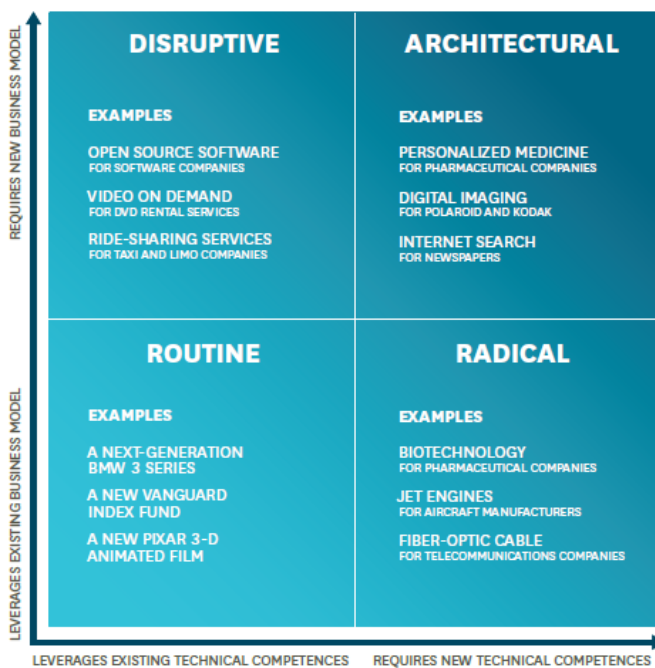 REQUIRES NEW BUSINESS MODEL
DISRUPTIVE
EXAMPLES
OPEN SOURCE SOFTWARE
FOR SOFTWARE COMPANIES
VIDEO ON DEMAND
FOR DVD RENTAL SERVICES
RIDE-SHARING SERVICES
FOR TAXI AND LIMO COMPANIES
ARCHITECTURAL
EXAMPLES
PERSONALIZED MEDICINE
FOR PHARMACEUTICAL COMPANIES
DIGITAL IMAGING
FOR POLAROID AND KODAK
INTERNET SEARCH
FOR NEWSPAPERS
LEVERAGES EXISTING BUSINESS MODEL
ROUTINE
EXAMPLES
A NEXT-GENERATION
BMW 3 SERIES
A NEW VANGUARD
INDEX FUND
A NEW PIXAR 3-D
ANIMATED FILM
RADICAL
EXAMPLES
BIOTECHNOLOGY
FOR PHARMACEUTICAL COMPANIES
JET ENGINES
FOR AIRCRAFT MANUFACTURERS
FIBER-OPTIC CABLE
FOR TELECOMMUNICATIONS COMPANIES
LEVERAGES EXISTING TECHNICAL COMPETENCES
REQUIRES NEW TECHNICAL COMPETENCES